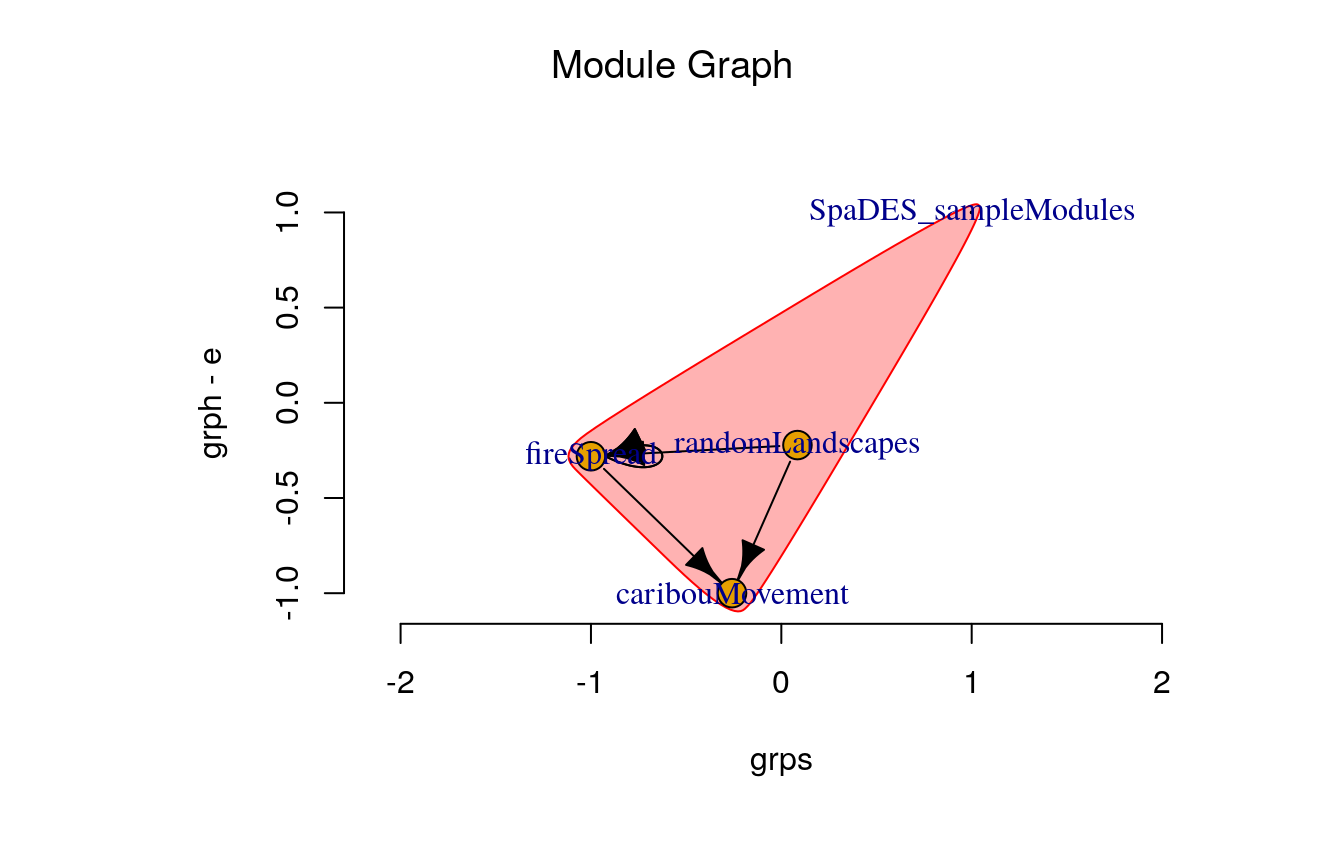 Module Graph
SpaDES_sampleModules
1.0
0.5
0.0
-0.5
-1.0
grph - e
randomLandscapes
fireSpread
caribouMovement
-2
-1
0
1
2
grps